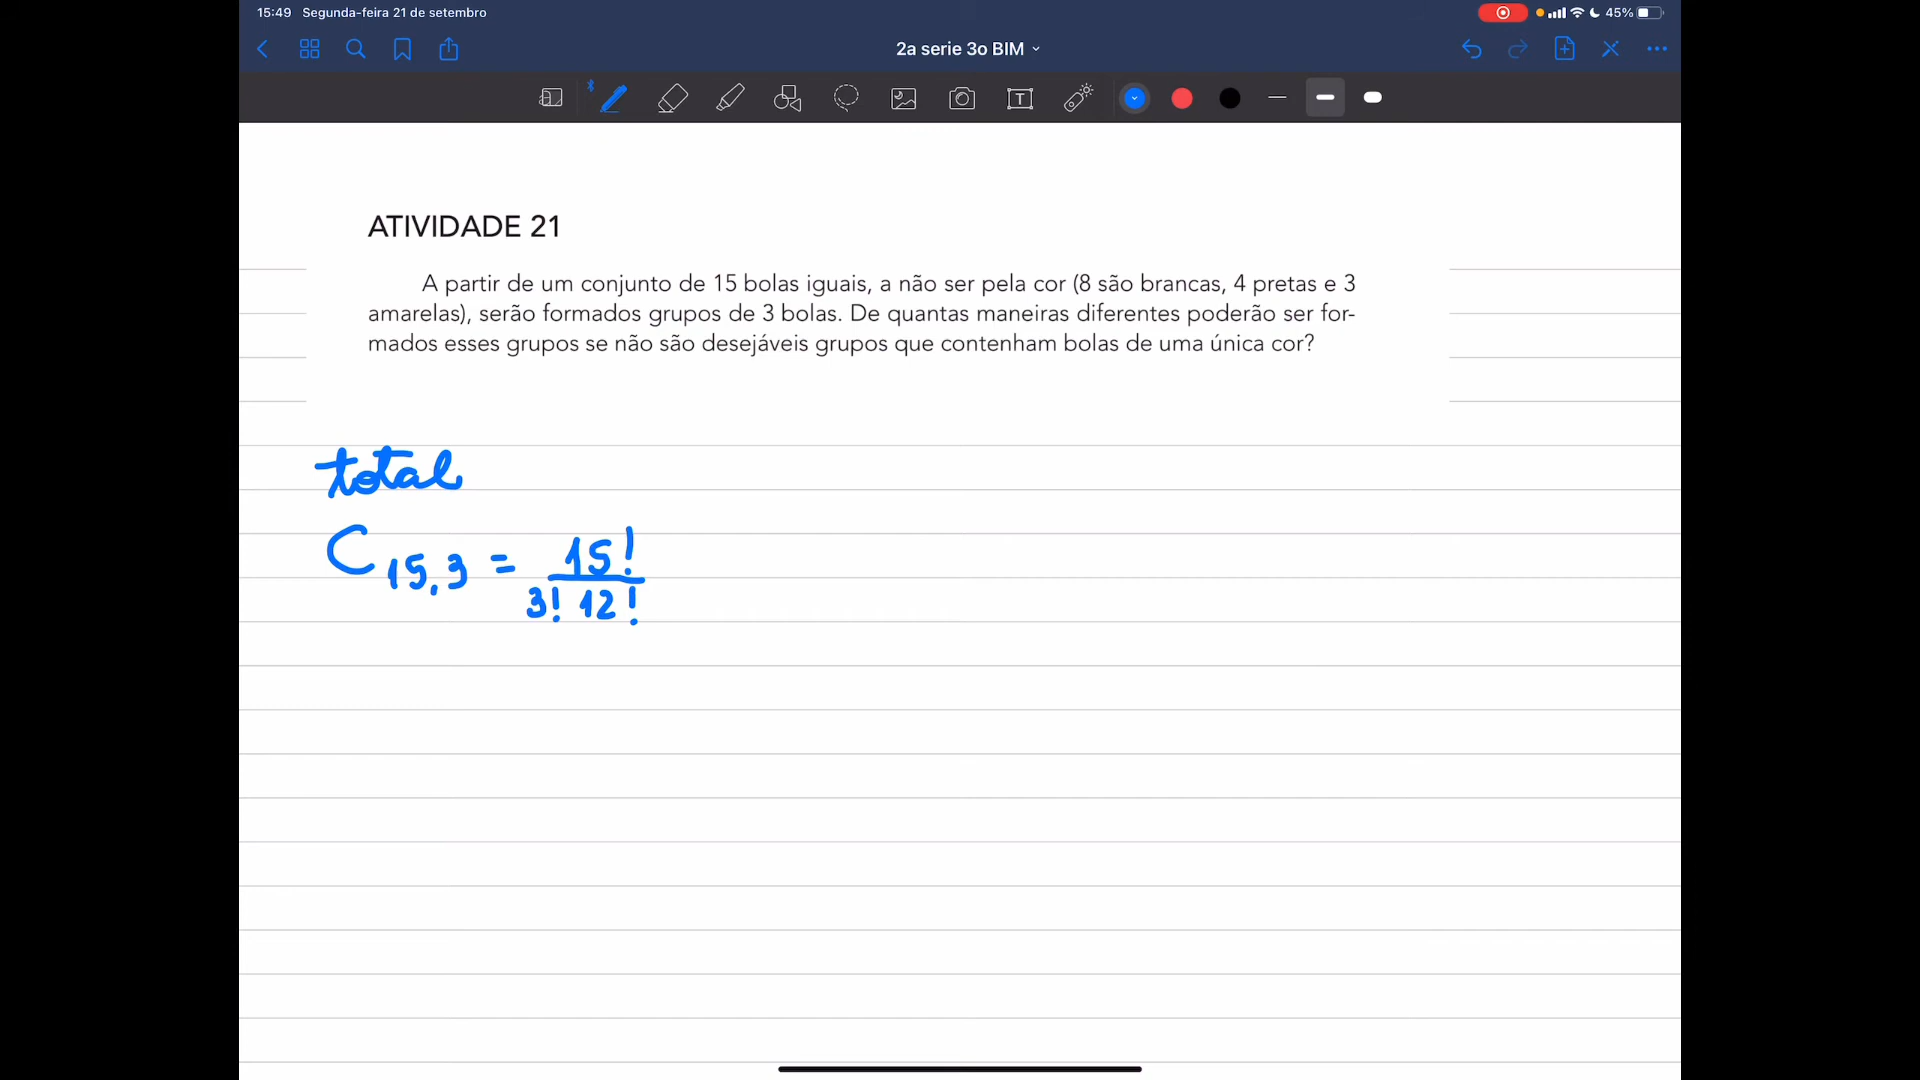 15:49 Segunda-feira 21 de setembro
45%
2a serie 3o BIM
ATIVIDADE 21
A partir de um conjunto de 15 bolas iguais, a não ser pela cor (8 são brancas, 4 pretas e 3
amarelas), serão formados grupos de 3 bolas. De quantas maneiras diferentes poderão ser for-
mados esses grupos se não são desejáveis grupos que contenham bolas de uma única cor?
total
C 15,3 = 15! / 3! 12!